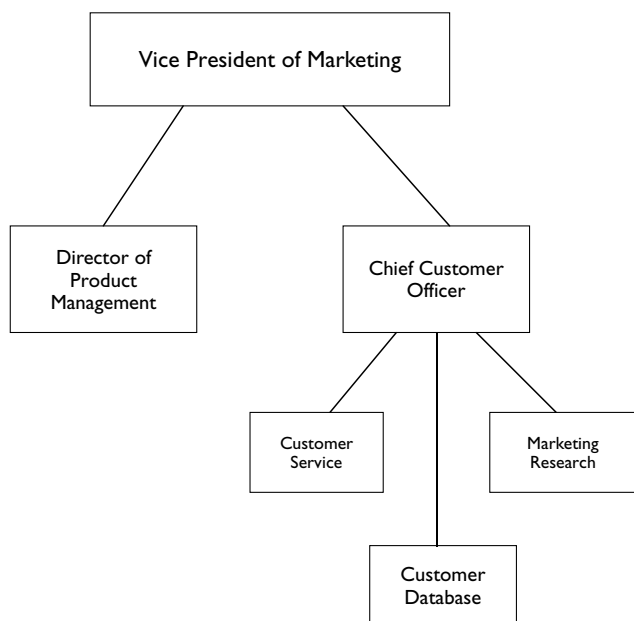 Vice President of Marketing
Director of
Product
Management
Chief Customer
Officer
Customer
Service
Marketing
Research
Customer
Database